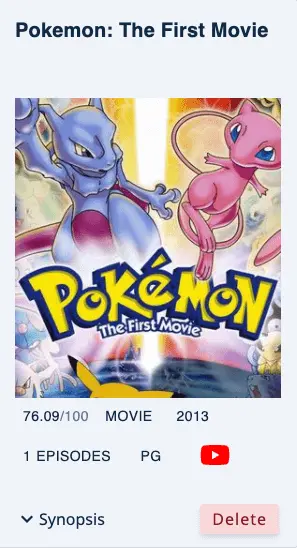 Pokemon: The First Movie
POKéMON
The First Movie
76.09/100 MOVIE 2013
1 EPISODES PG
Synopsis Delete